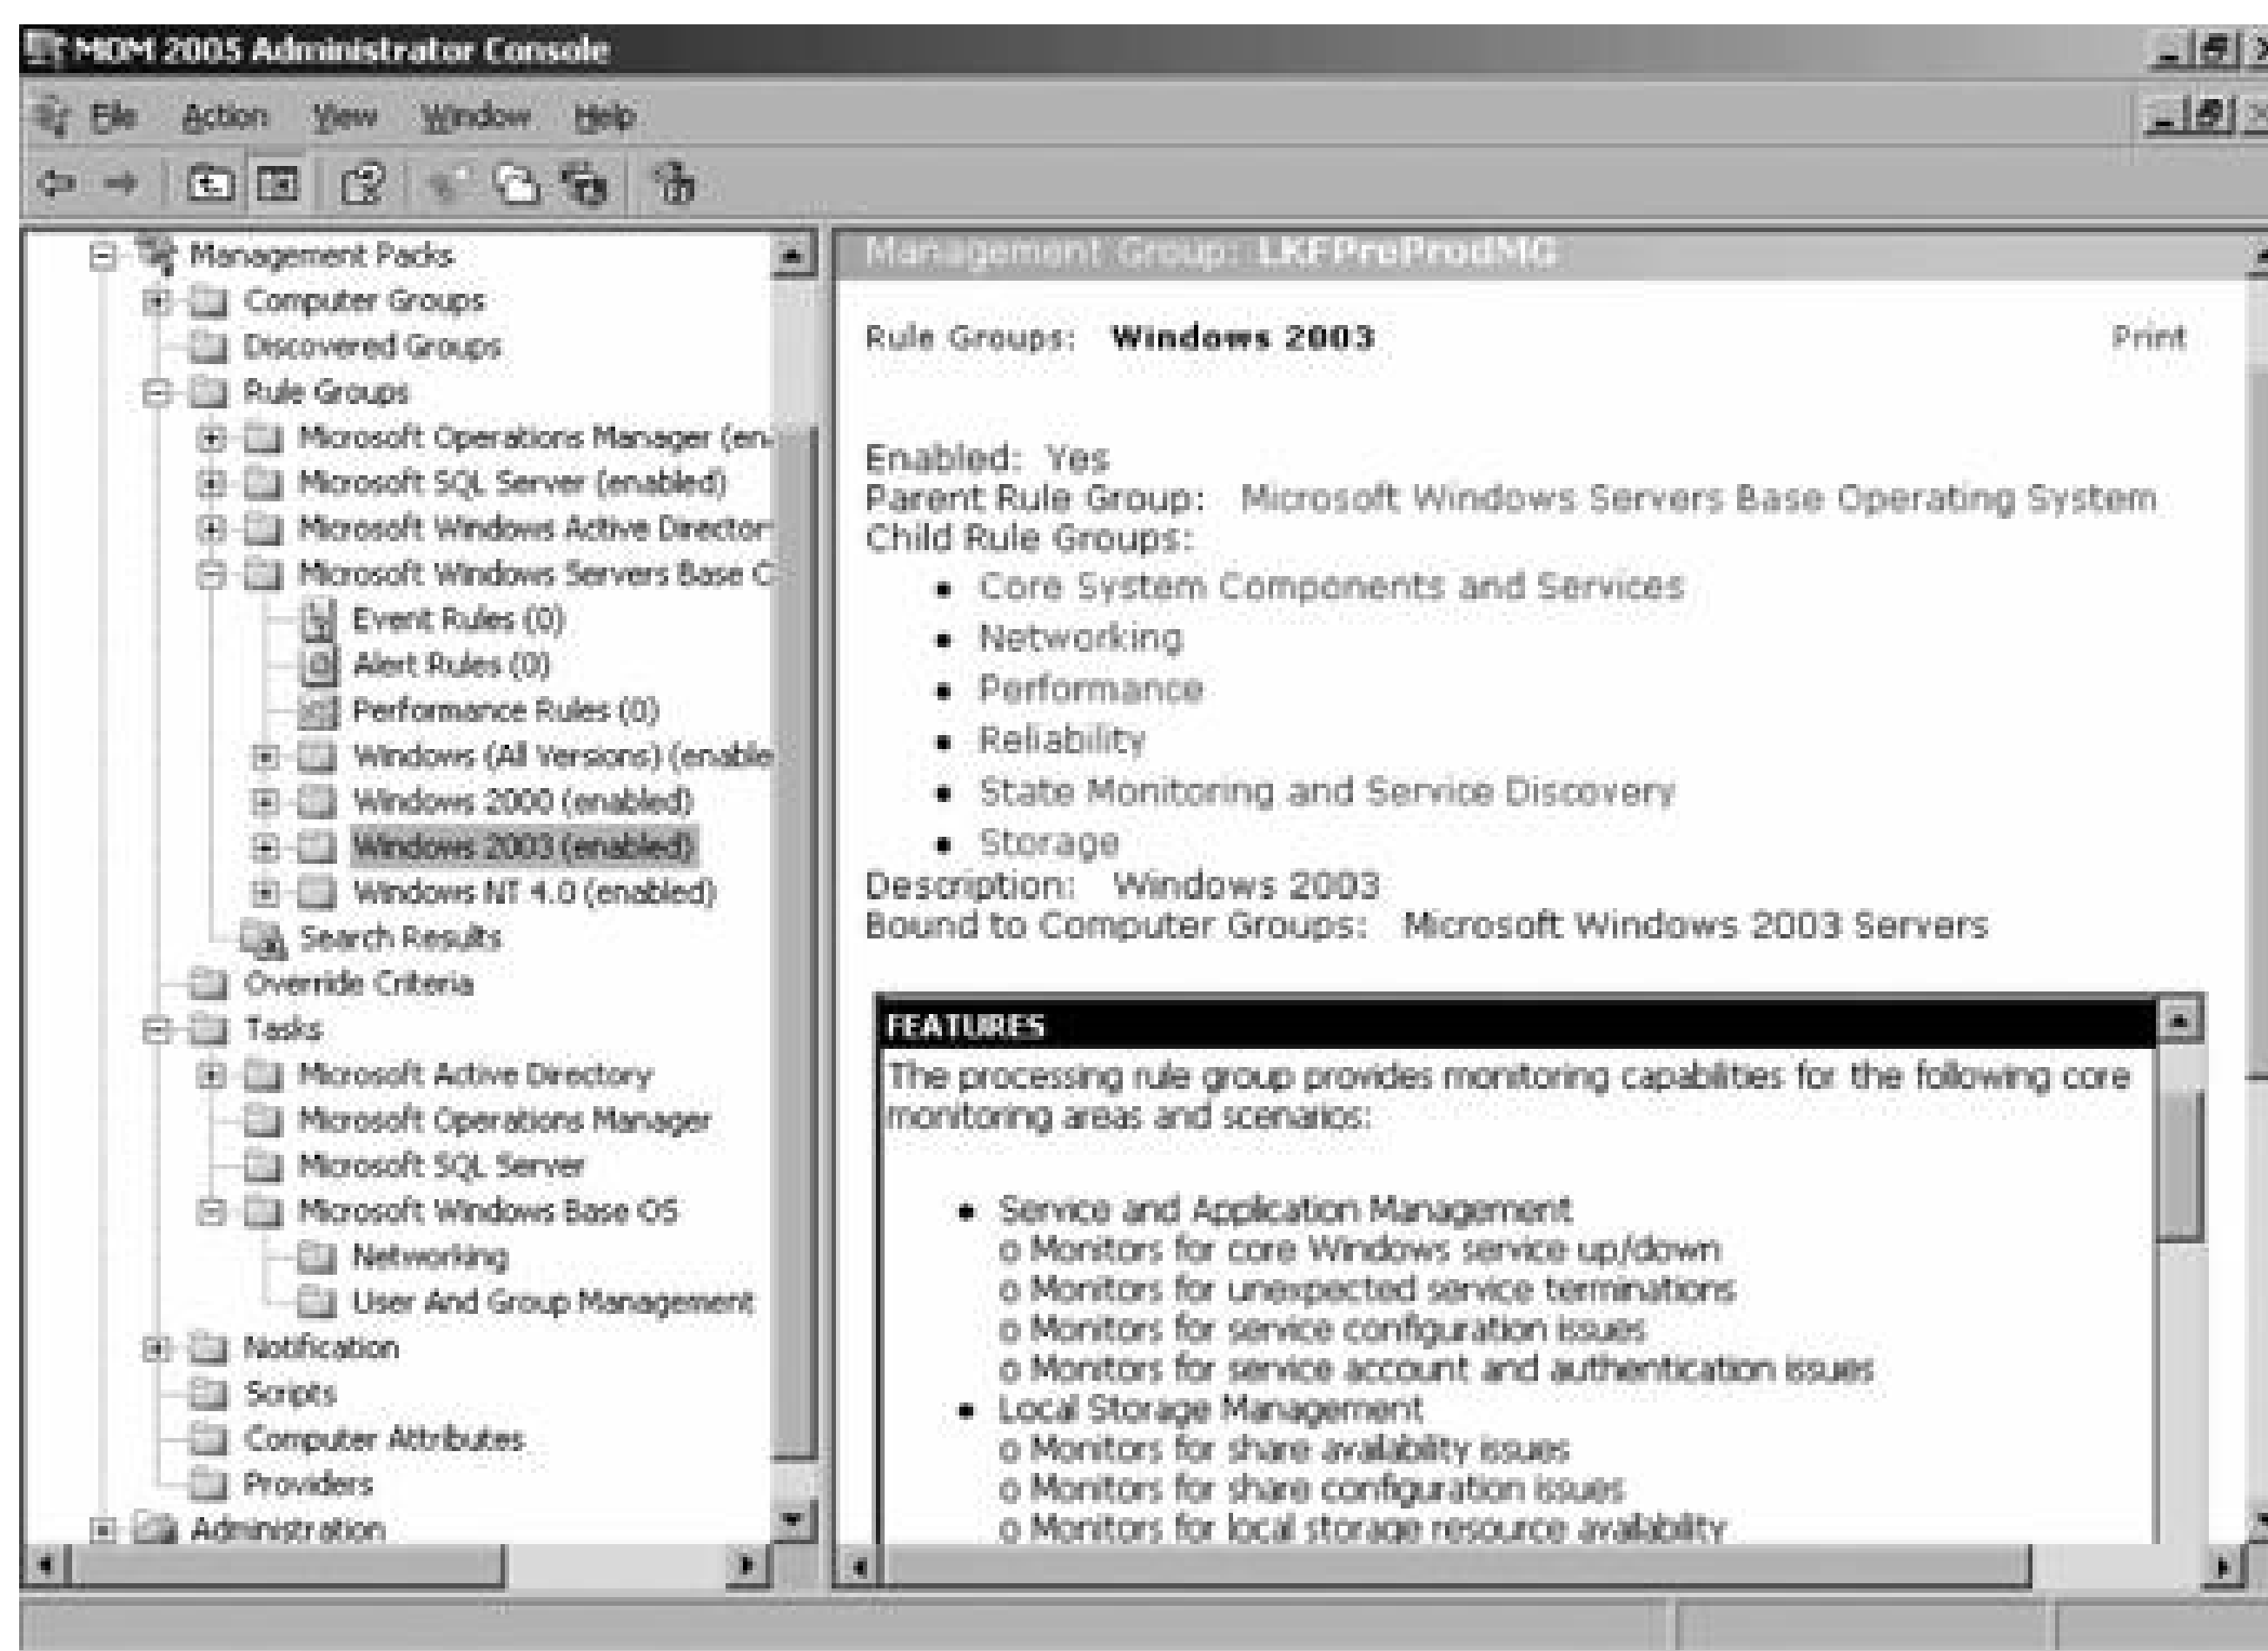 MOM 2005 Administrator Console
File Action View Window Help
Management Packs
Computer Groups
Discovered Groups
Rule Groups
Microsoft Operations Manager (en
Microsoft SQL Server (enabled)
Microsoft Windows Active Director
Microsoft Windows Servers Base O
Event Rules (0)
Alert Rules (0)
Performance Rules (0)
Windows (All Versions) (enable
Windows 2000 (enabled)
Windows 2003 (enabled)
Windows NT 4.0 (enabled)
Search Results
Override Criteria
Tasks
Microsoft Active Directory
Microsoft Operations Manager
Microsoft SQL Server
Microsoft Windows Base OS
Networking
User And Group Management
Notification
Scripts
Computer Attributes
Providers
Administration
Management Group: LKFPreProdMG
Rule Groups: Windows 2003 Print
Enabled: Yes
Parent Rule Group: Microsoft Windows Servers Base Operating System
Child Rule Groups:
• Core System Components and Services
• Networking
• Performance
• Reliability
• State Monitoring and Service Discovery
• Storage
Description: Windows 2003
Bound to Computer Groups: Microsoft Windows 2003 Servers
FEATURES
The processing rule group provides monitoring capabilities for the following core
monitoring areas and scenarios:
• Service and Application Management
o Monitors for core Windows service up/down
o Monitors for unexpected service terminations
o Monitors for service configuration issues
o Monitors for service account and authentication issues
• Local Storage Management
o Monitors for share availability issues
o Monitors for share configuration issues
o Monitors for local storage resource availability